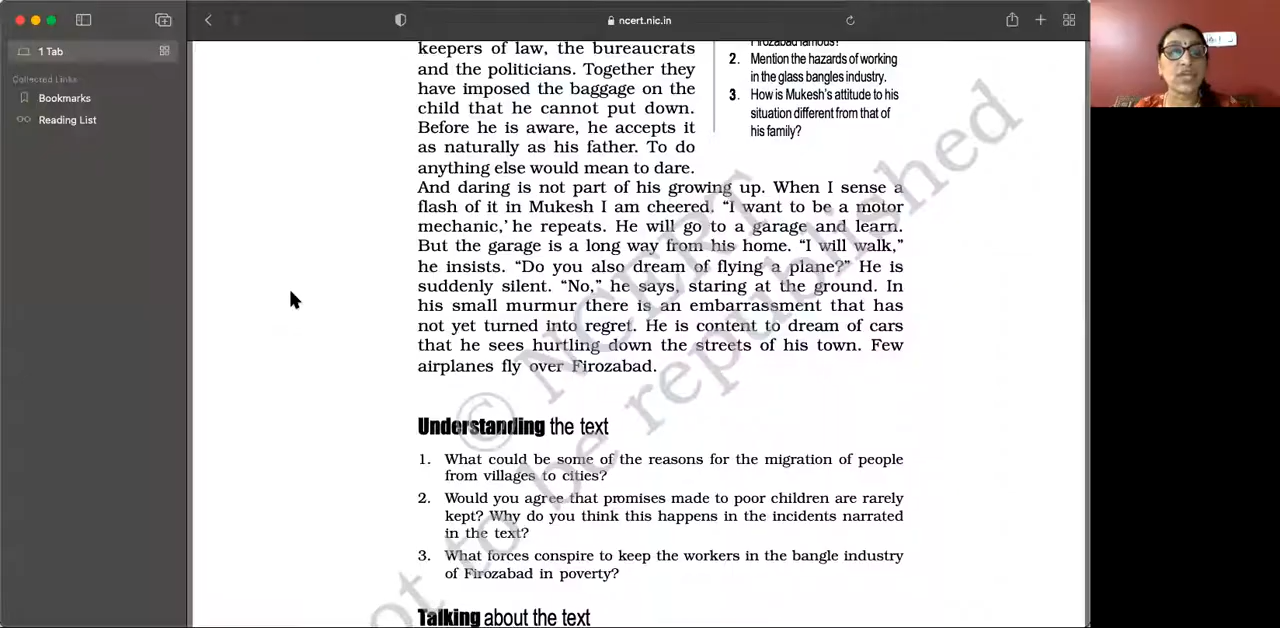 ncert.nic.in
1 Tab
Collected Links
Bookmarks
Reading List
keepers of law, the bureaucrats
and the politicians. Together they
have imposed the baggage on the
child that he cannot put down.
Before he is aware, he accepts it
as naturally as his father. To do
anything else would mean to dare.
And daring is not part of his growing up. When I sense a
flash of it in Mukesh I am cheered. “I want to be a motor
mechanic,’ he repeats. He will go to a garage and learn.
But the garage is a long way from his home. “I will walk,”
he insists. “Do you also dream of flying a plane?” He is
suddenly silent. “No,” he says, staring at the ground. In
his small murmur there is an embarrassment that has
not yet turned into regret. He is content to dream of cars
that he sees hurtling down the streets of his town. Few
airplanes fly over Firozabad.
Firozabad famous?
2. Mention the hazards of working
in the glass bangles industry.
3. How is Mukesh’s attitude to his
situation different from that of
his family?
Understanding the text
1. What could be some of the reasons for the migration of people
from villages to cities?
2. Would you agree that promises made to poor children are rarely
kept? Why do you think this happens in the incidents narrated
in the text?
3. What forces conspire to keep the workers in the bangle industry
of Firozabad in poverty?
Talking about the text
© NCERT
not to be republished